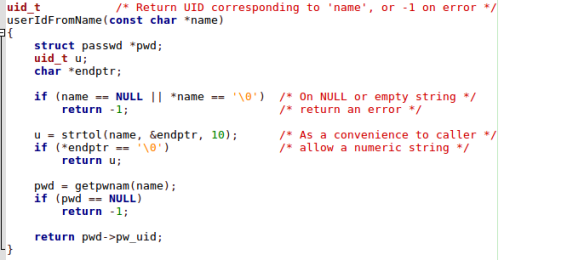 uid_t           /* Return UID corresponding to 'name', or -1 on error */
userIdFromName(const char *name)
{
    struct passwd *pwd;
    uid_t u;
    char *endptr;

    if (name == NULL || *name == '\0')  /* On NULL or empty string */
        return -1;                      /* return an error */

    u = strtol(name, &endptr, 10);      /* As a convenience to caller */
    if (*endptr == '\0')                /* allow a numeric string */
        return u;

    pwd = getpwnam(name);
    if (pwd == NULL)
        return -1;

    return pwd->pw_uid;
}